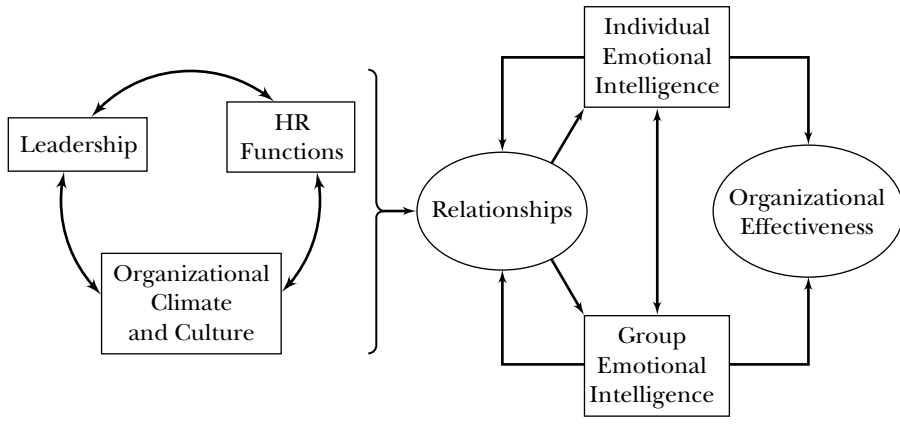 Leadership
HR
Functions
Organizational
Climate
and Culture
Relationships
Individual
Emotional
Intelligence
Group
Emotional
Intelligence
Organizational
Effectiveness